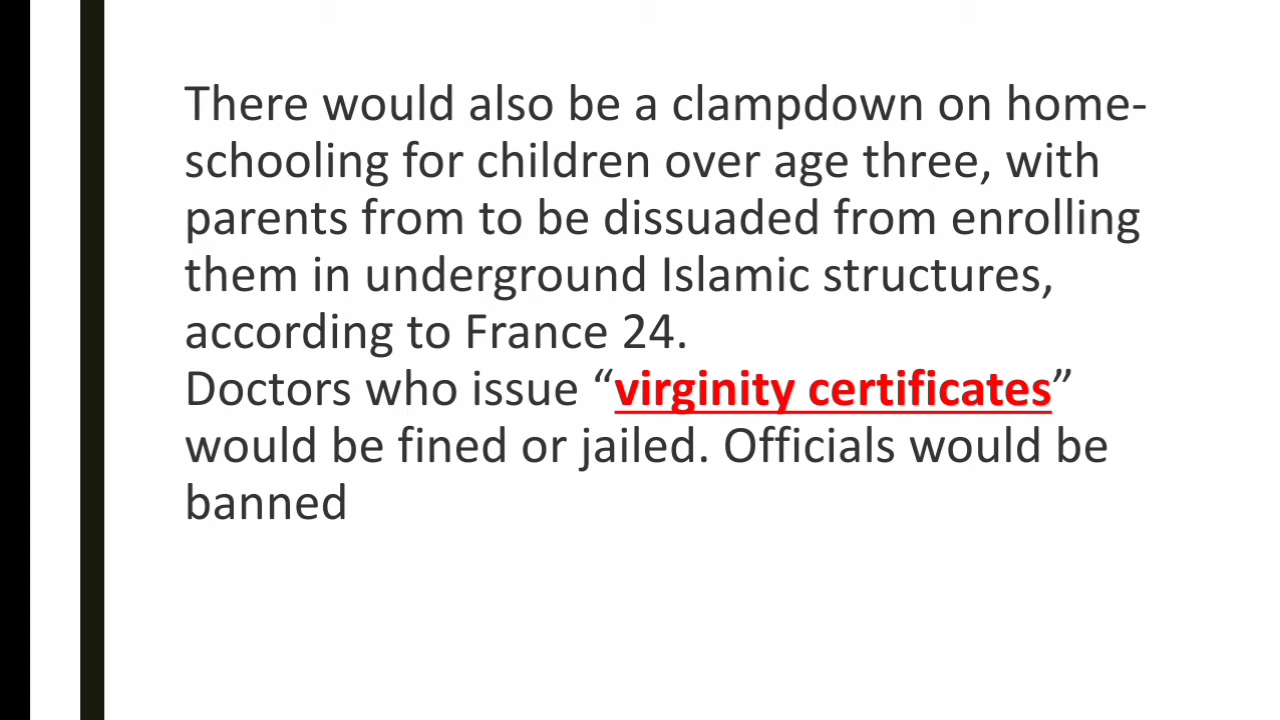 There would also be a clampdown on home-
schooling for children over age three, with
parents from to be dissuaded from enrolling
them in underground Islamic structures,
according to France 24.
Doctors who issue “virginity certificates”
would be fined or jailed. Officials would be
banned